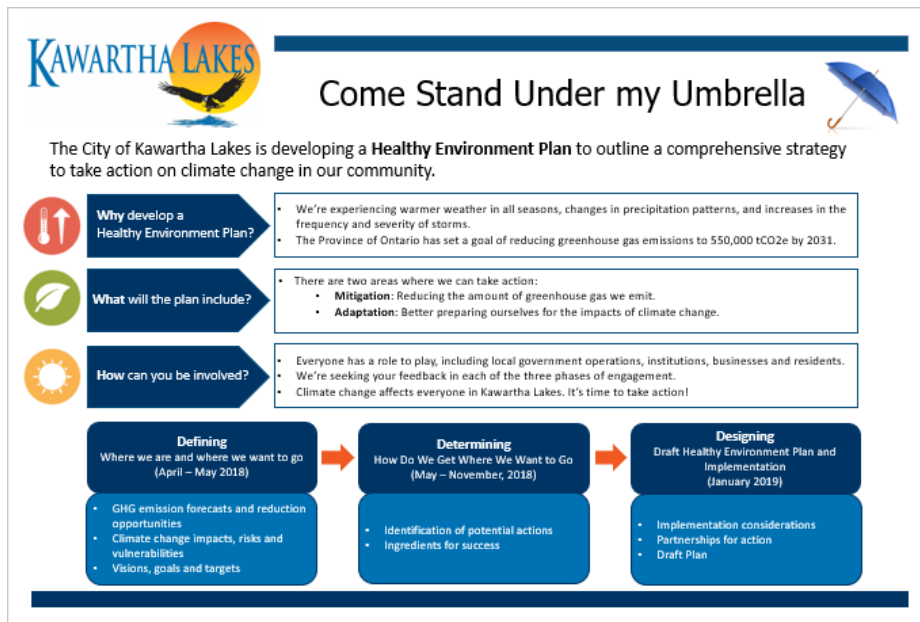 KAWARTHA LAKES
Come Stand Under my Umbrella
The City of Kawartha Lakes is developing a Healthy Environment Plan to outline a comprehensive strategy
to take action on climate change in our community.
Why develop a
Healthy Environment Plan?
• We're experiencing warmer weather in all seasons, changes in precipitation patterns, and increases in the
frequency and severity of storms.
• The Province of Ontario has set a goal of reducing greenhouse gas emissions to 550,000 tCO2e by 2031.
What will the plan include?
• There are two areas where we can take action:
• Mitigation: Reducing the amount of greenhouse gas we emit.
• Adaptation: Better preparing ourselves for the impacts of climate change.
How can you be involved?
• Everyone has a role to play, including local government operations, institutions, businesses and residents.
• We're seeking your feedback in each of the three phases of engagement.
• Climate change affects everyone in Kawartha Lakes. It's time to take action!
Defining
Where we are and where we want to go
(April – May 2018)
• GHG emission forecasts and reduction
opportunities
• Climate change impacts, risks and
vulnerabilities
• Visions, goals and targets
Determining
How Do We Get Where We Want to Go
(May – November, 2018)
• Identification of potential actions
• Ingredients for success
Designing
Draft Healthy Environment Plan and
Implementation
(January 2019)
• Implementation considerations
• Partnerships for action
• Draft Plan